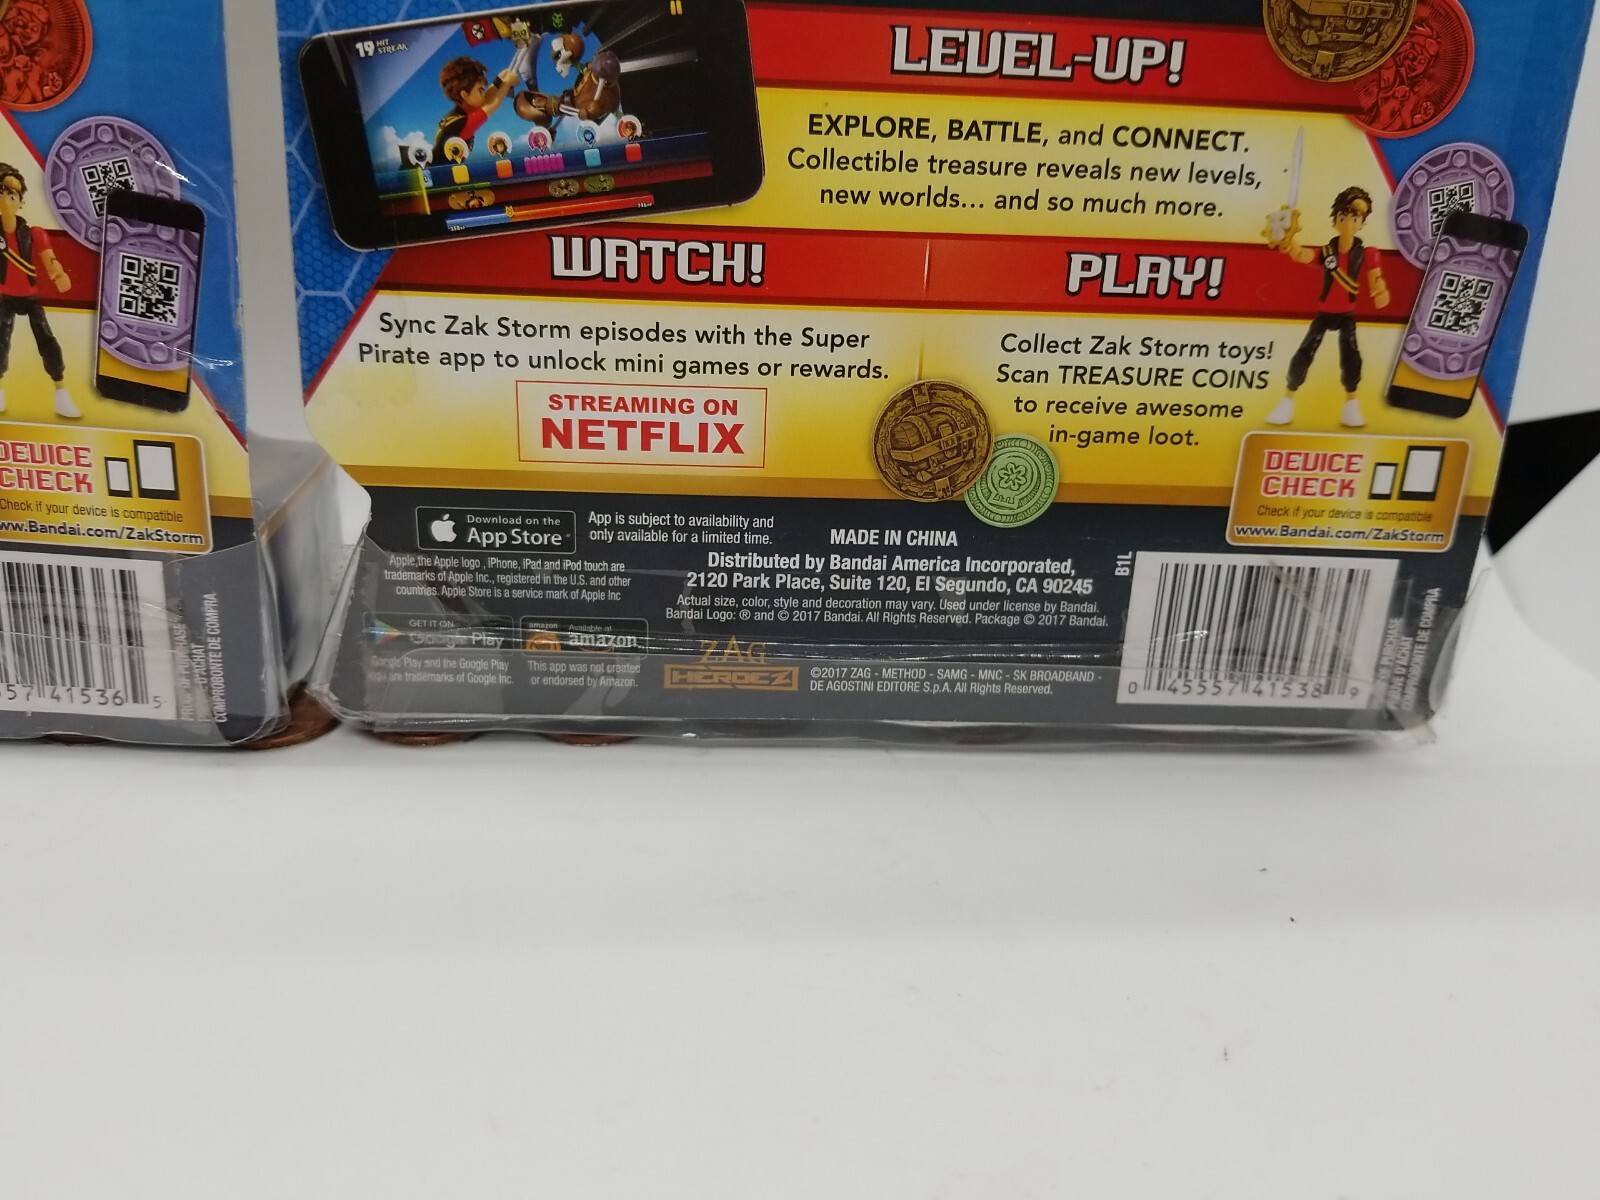 DEVICE
CHECK
Check if your device is compatible
ww.Bandai.com/ZakStorm
57 41536 5
COMPROBONTE DE COMPRA
19 HIT
STREAK
LEVEL-UP!
EXPLORE, BATTLE, and CONNECT.
Collectible treasure reveals new levels,
new worlds... and so much more.
WATCH!
Sync Zak Storm episodes with the Super
Pirate app to unlock mini games or rewards.
STREAMING ON
NETFLIX
PLAY!
Collect Zak Storm toys!
Scan TREASURE COINS
to receive awesome
in-game loot.
DEVICE
CHECK
Check if your device is compatible
www.Bandai.com/ZakStorm
Download on the
App Store
App is subject to availability and
only available for a limited time.
Apple,the Apple logo , iPhone, iPad and iPod touch are
trademarks of Apple Inc., registered in the U.S. and other
countries. Apple Store is a service mark of Apple Inc
GET IT ON
Google Play
amazon
Available at
amazon
Google Play and the Google Play
are trademarks of Google Inc.
This app was not created
or endorsed by Amazon.
MADE IN CHINA
Distributed by Bandai America Incorporated,
2120 Park Place, Suite 120, El Segundo, CA 90245
Actual size, color, style and decoration may vary. Used under license by Bandai.
Bandai Logo: ® and © 2017 Bandai. All Rights Reserved. Package © 2017 Bandai.
ZAG
HEROEZ
©2017 ZAG - METHOD - SAMG - MNC - SK BROADBAND -
DE AGOSTINI EDITORE S.p.A. All Rights Reserved.
B1L
0 45557 41538 9